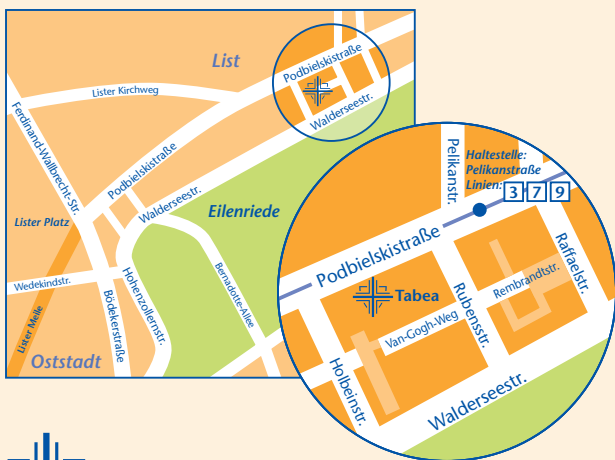 List
Podbielskistraße
Lister Kirchweg
Walderseestr.
Ferdinand-Wallbrecht-Str.
Podbielskistraße
Walderseestr.
Eilenriede
Lister Platz
Wedekindstr.
Hohenzollernstr.
Bernadotte-Allee
Bödekerstraße
Lister Meile
Oststadt
Pelikanstr.
Haltestelle:
Pelikanstraße
Linien: 3 7 9
Podbielskistraße
Raffaelstr.
Tabea
Rubensstr.
Rembrandtstr.
Van-Gogh-Weg
Holbeinstr.
Walderseestr.